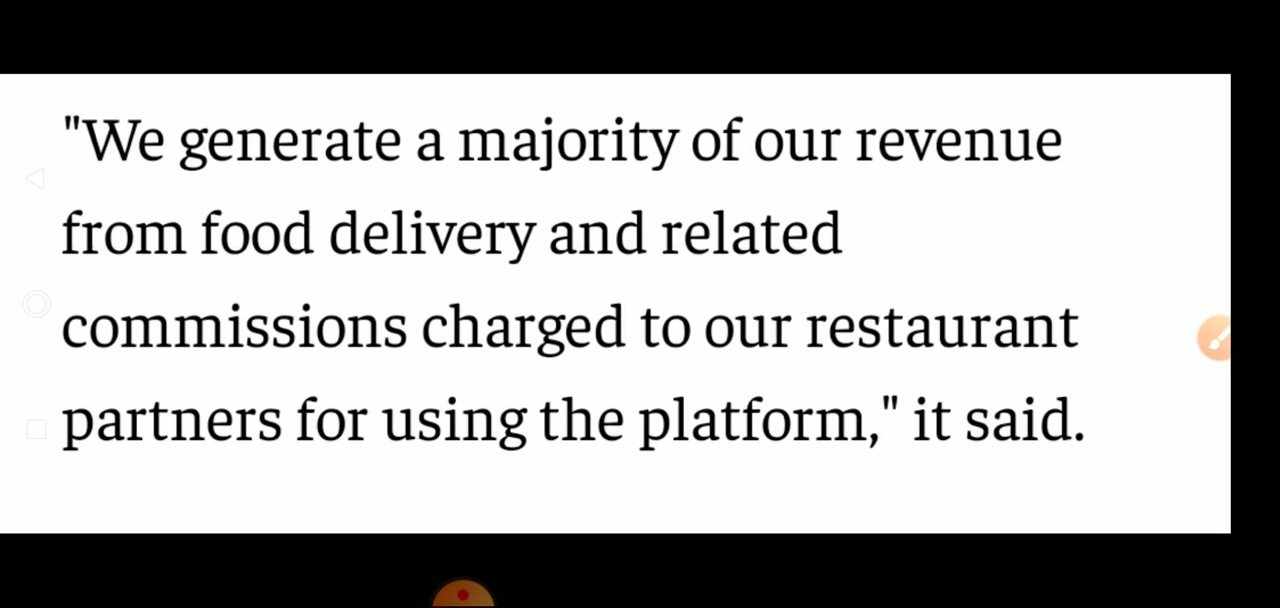 "We generate a majority of our revenue
from food delivery and related
commissions charged to our restaurant
partners for using the platform," it said.